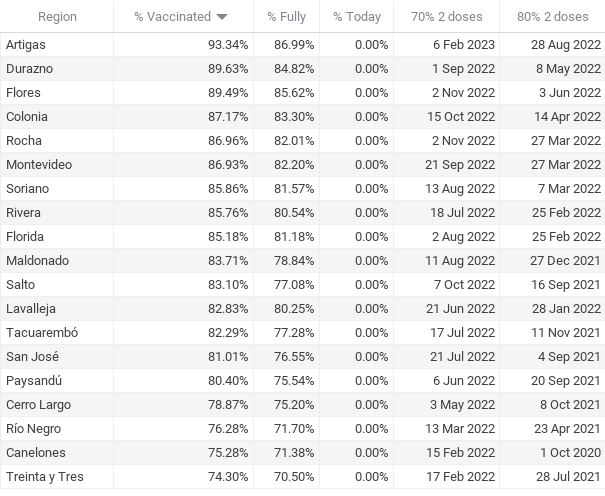 Region % Vaccinated % Fully % Today 70% 2 doses 80% 2 doses
Artigas 93.34% 86.99% 0.00% 6 Feb 2023 28 Aug 2022
Durazno 89.63% 84.82% 0.00% 1 Sep 2022 8 May 2022
Flores 89.49% 85.62% 0.00% 2 Nov 2022 3 Jun 2022
Colonia 87.17% 83.30% 0.00% 15 Oct 2022 14 Apr 2022
Rocha 86.96% 82.01% 0.00% 2 Nov 2022 27 Mar 2022
Montevideo 86.93% 82.20% 0.00% 21 Sep 2022 27 Mar 2022
Soriano 85.86% 81.57% 0.00% 13 Aug 2022 7 Mar 2022
Rivera 85.76% 80.54% 0.00% 18 Jul 2022 25 Feb 2022
Florida 85.18% 81.18% 0.00% 2 Aug 2022 25 Feb 2022
Maldonado 83.71% 78.84% 0.00% 11 Aug 2022 27 Dec 2021
Salto 83.10% 77.08% 0.00% 7 Oct 2022 16 Sep 2021
Lavalleja 82.83% 80.25% 0.00% 21 Jun 2022 28 Jan 2022
Tacuarembó 82.29% 77.28% 0.00% 17 Jul 2022 11 Nov 2021
San José 81.01% 76.55% 0.00% 21 Jul 2022 4 Sep 2021
Paysandú 80.40% 75.54% 0.00% 6 Jun 2022 20 Sep 2021
Cerro Largo 78.87% 75.20% 0.00% 3 May 2022 8 Oct 2021
Río Negro 76.28% 71.70% 0.00% 13 Mar 2022 23 Apr 2021
Canelones 75.28% 71.38% 0.00% 15 Feb 2022 1 Oct 2020
Treinta y Tres 74.30% 70.50% 0.00% 17 Feb 2022 28 Jul 2021